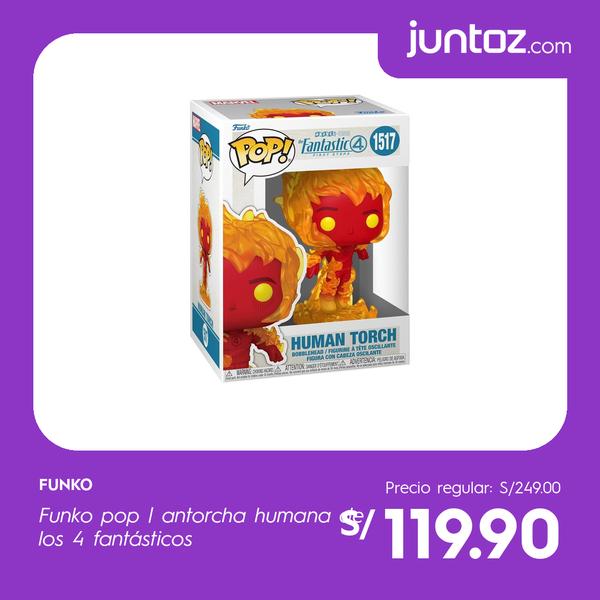 juntoz.com
MARVEL
Funko
POP!
Fantastic 4
FIRST STEPS
1517
HUMAN TORCH
BOBBLEHEAD / FIGURINE À TÊTE OSCILLANTE
FIGURA CON CABEZA OSCILANTE
FUNKO
Precio regular: S/249.00
Funko pop | antorcha humana de
los 4 fantásticos
S/ 119.90